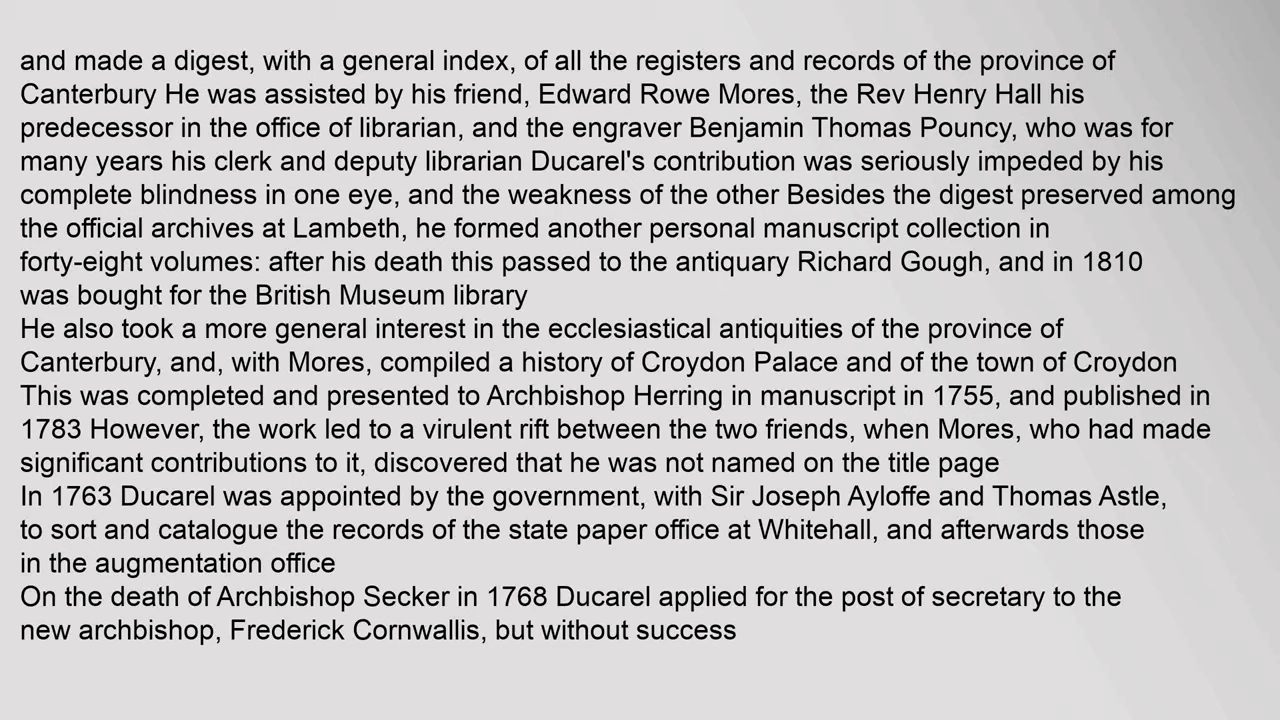 and made a digest, with a general index, of all the registers and records of the province of
Canterbury He was assisted by his friend, Edward Rowe Mores, the Rev Henry Hall his
predecessor in the office of librarian, and the engraver Benjamin Thomas Pouncy, who was for
many years his clerk and deputy librarian Ducarel's contribution was seriously impeded by his
complete blindness in one eye, and the weakness of the other Besides the digest preserved among
the official archives at Lambeth, he formed another personal manuscript collection in
forty-eight volumes: after his death this passed to the antiquary Richard Gough, and in 1810
was bought for the British Museum library
He also took a more general interest in the ecclesiastical antiquities of the province of
Canterbury, and, with Mores, compiled a history of Croydon Palace and of the town of Croydon
This was completed and presented to Archbishop Herring in manuscript in 1755, and published in
1783 However, the work led to a virulent rift between the two friends, when Mores, who had made
significant contributions to it, discovered that he was not named on the title page
In 1763 Ducarel was appointed by the government, with Sir Joseph Ayloffe and Thomas Astle,
to sort and catalogue the records of the state paper office at Whitehall, and afterwards those
in the augmentation office
On the death of Archbishop Secker in 1768 Ducarel applied for the post of secretary to the
new archbishop, Frederick Cornwallis, but without success